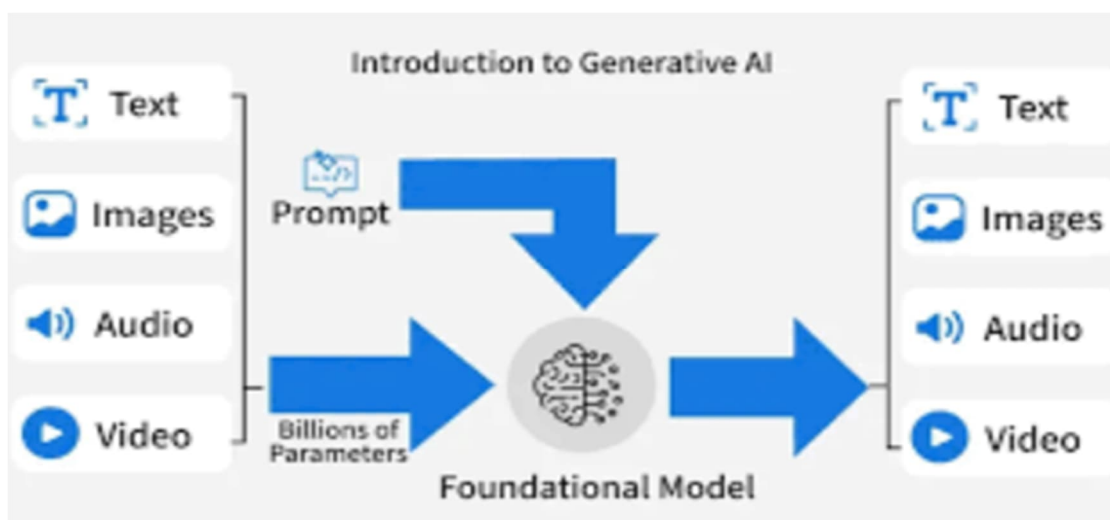 Introduction to Generative AI
Text
Images
Audio
Video
Prompt
Billions of
Parameters
Foundational Model
Text
Images
Audio
Video